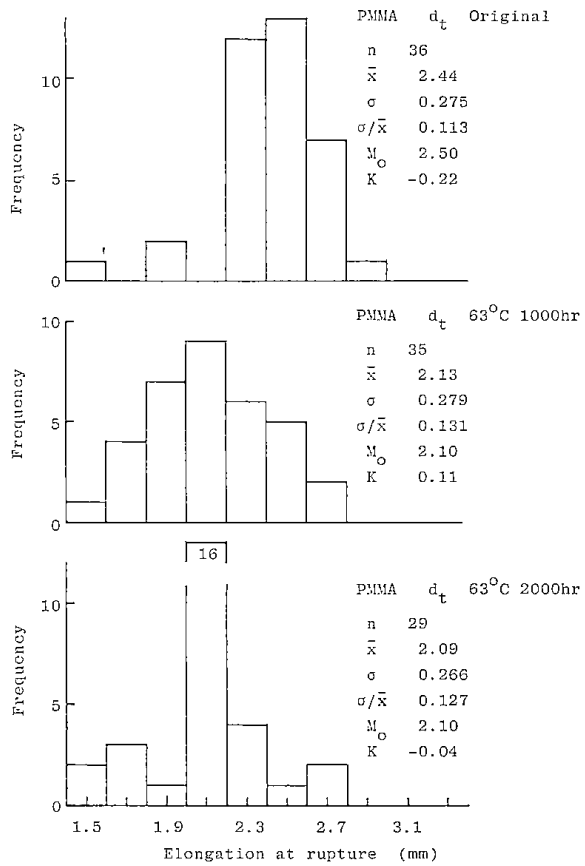 PMMA d_t Original
n 36
x̄ 2.44
σ 0.275
σ/x̄ 0.113
M_o 2.50
K -0.22
10
5
0
Frequency
PMMA d_t 63°C 1000hr
n 35
x̄ 2.13
σ 0.279
σ/x̄ 0.131
M_o 2.10
K 0.11
10
5
0
Frequency
16
PMMA d_t 63°C 2000hr
n 29
x̄ 2.09
σ 0.266
σ/x̄ 0.127
M_o 2.10
K -0.04
10
5
0
Frequency
1.5 1.9 2.3 2.7 3.1
Elongation at rupture (mm)